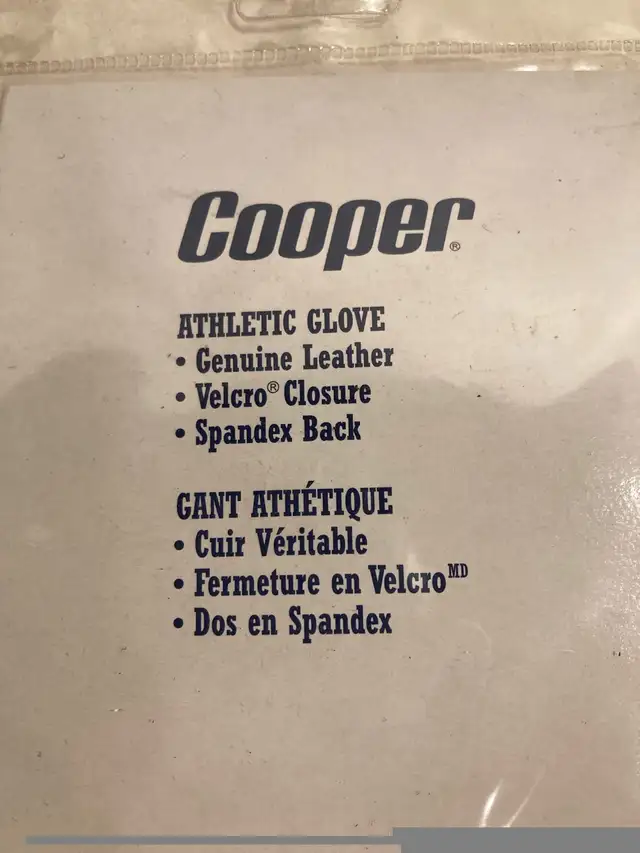 Cooper®
ATHLETIC GLOVE
• Genuine Leather
• Velcro® Closure
• Spandex Back
GANT ATHÉTIQUE
• Cuir Véritable
• Fermeture en Velcro MD
• Dos en Spandex